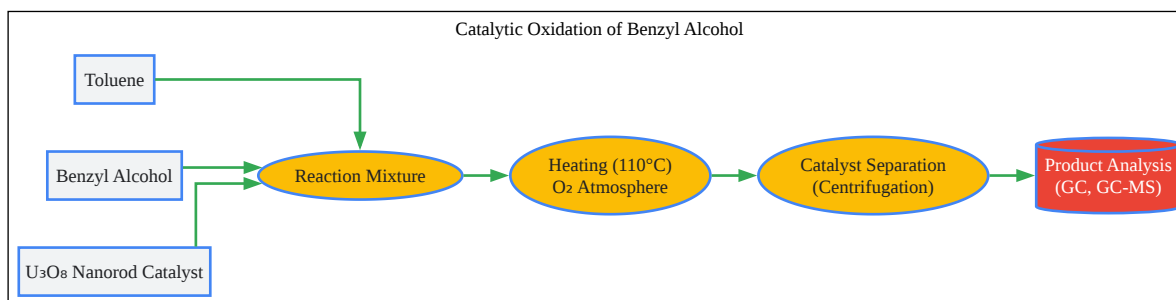 Catalytic Oxidation of Benzyl Alcohol
Toluene
Benzyl Alcohol
U₃O₈ Nanorod Catalyst
Reaction Mixture
Heating (110°C)
O₂ Atmosphere
Catalyst Separation
(Centrifugation)
Product Analysis
(GC, GC-MS)